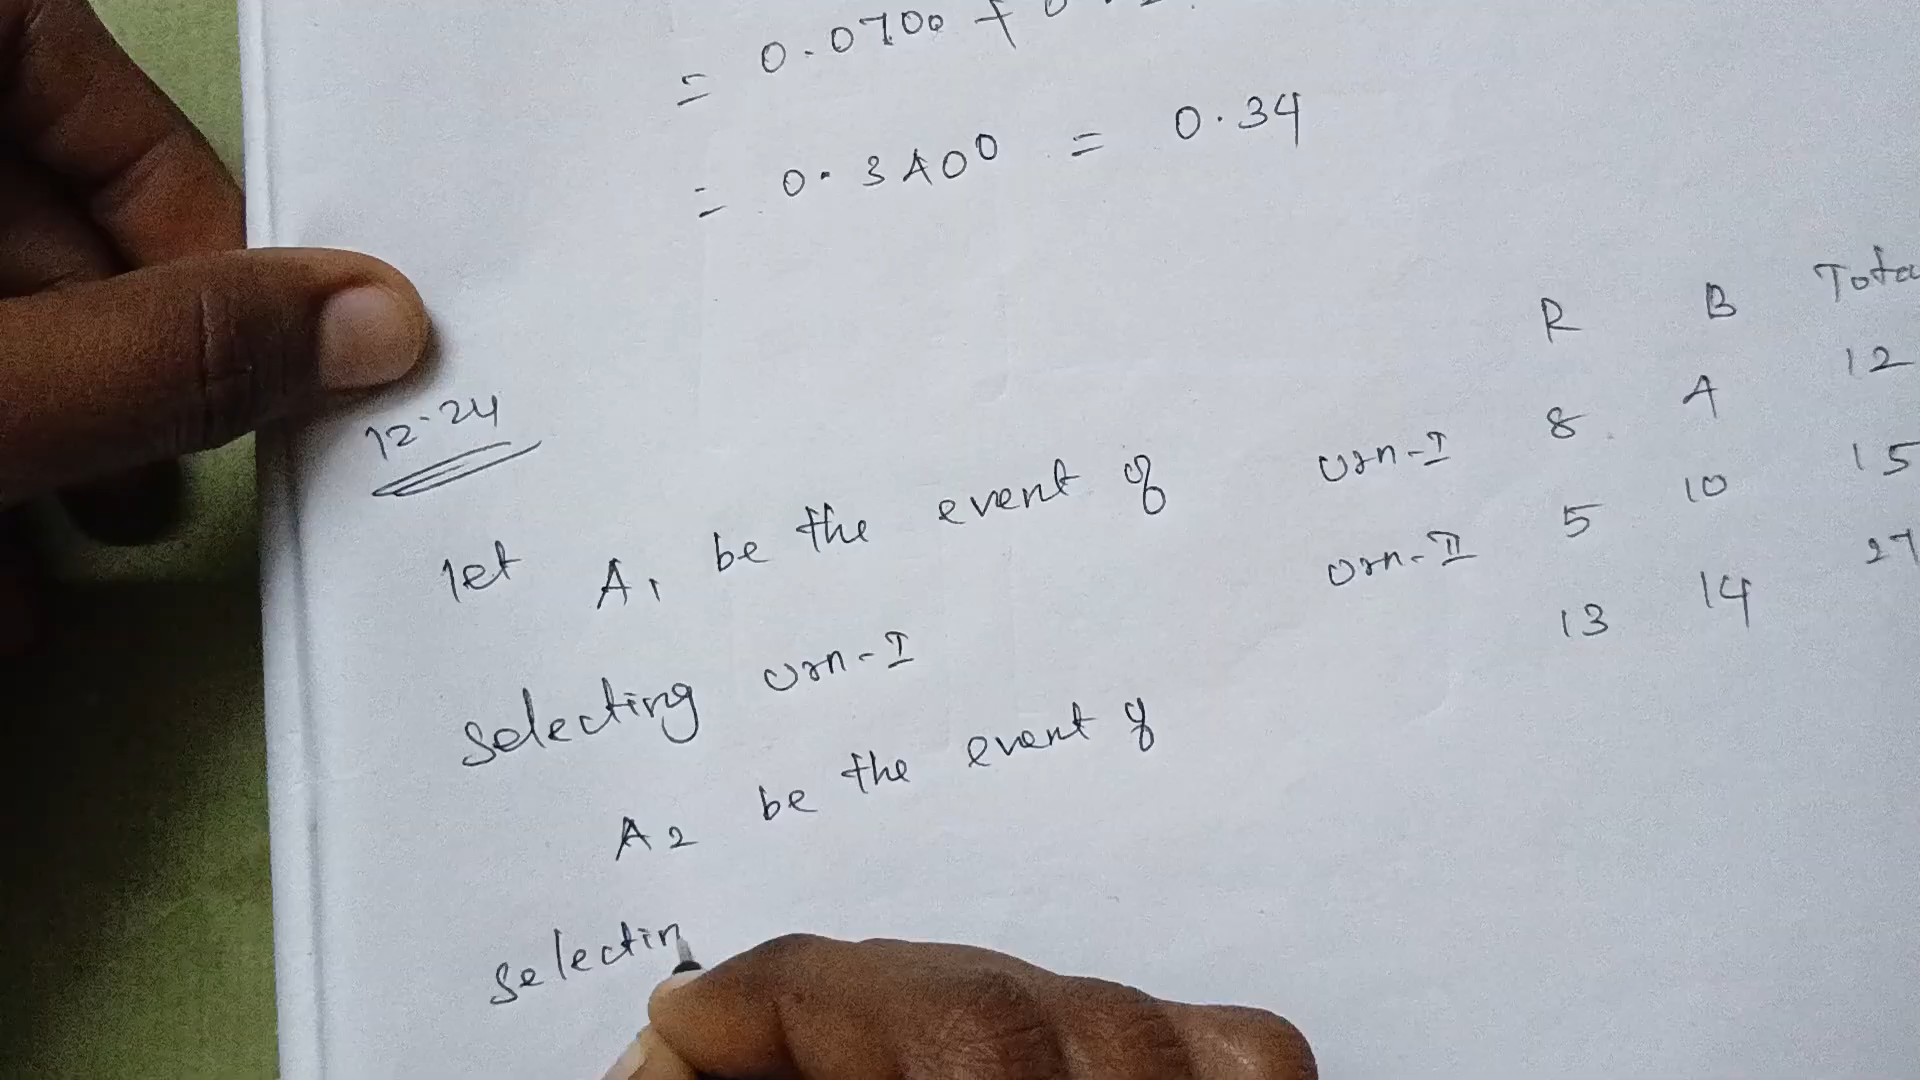 = 0.0700 +
= 0.3400 = 0.34
R B Tota
12.24
urn-I 8 4 12
let A1 be the event of
urn-II 5 10 15
13 14 27
selecting urn-I
A2 be the event of
selectin